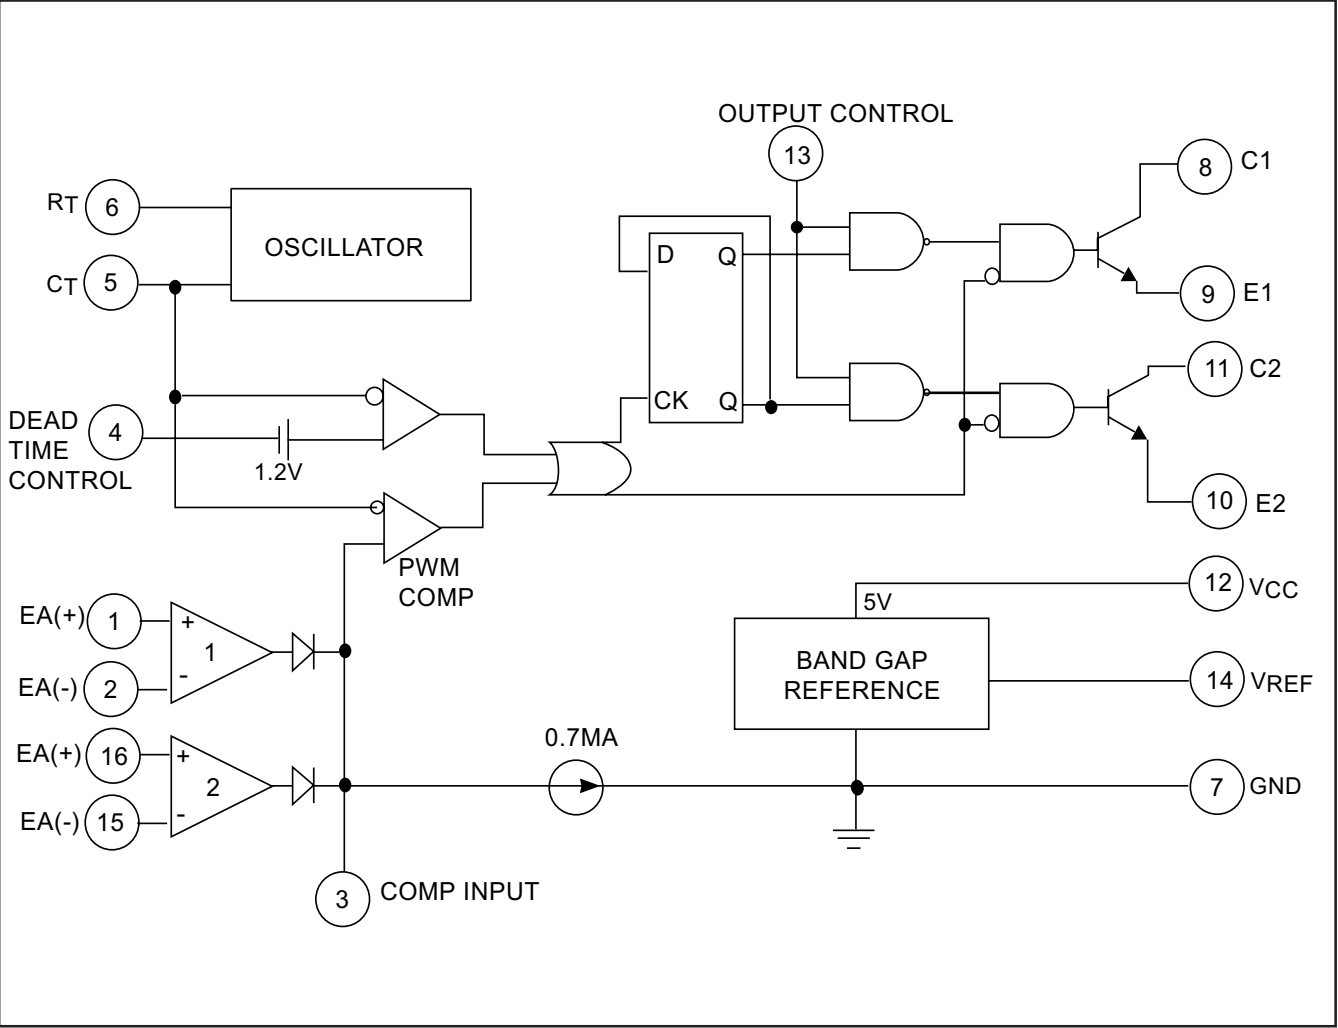 OUTPUT CONTROL
13
8 C1
RT 6
OSCILLATOR
D Q
CT 5
9 E1
11 C2
CK Q
DEAD
TIME
CONTROL
4
1.2V
10 E2
PWM
COMP
12 VCC
5V
EA(+) 1
+
1
-
EA(-) 2
BAND GAP
REFERENCE
14 VREF
EA(+) 16
+
2
-
EA(-) 15
0.7MA
7 GND
3 COMP INPUT